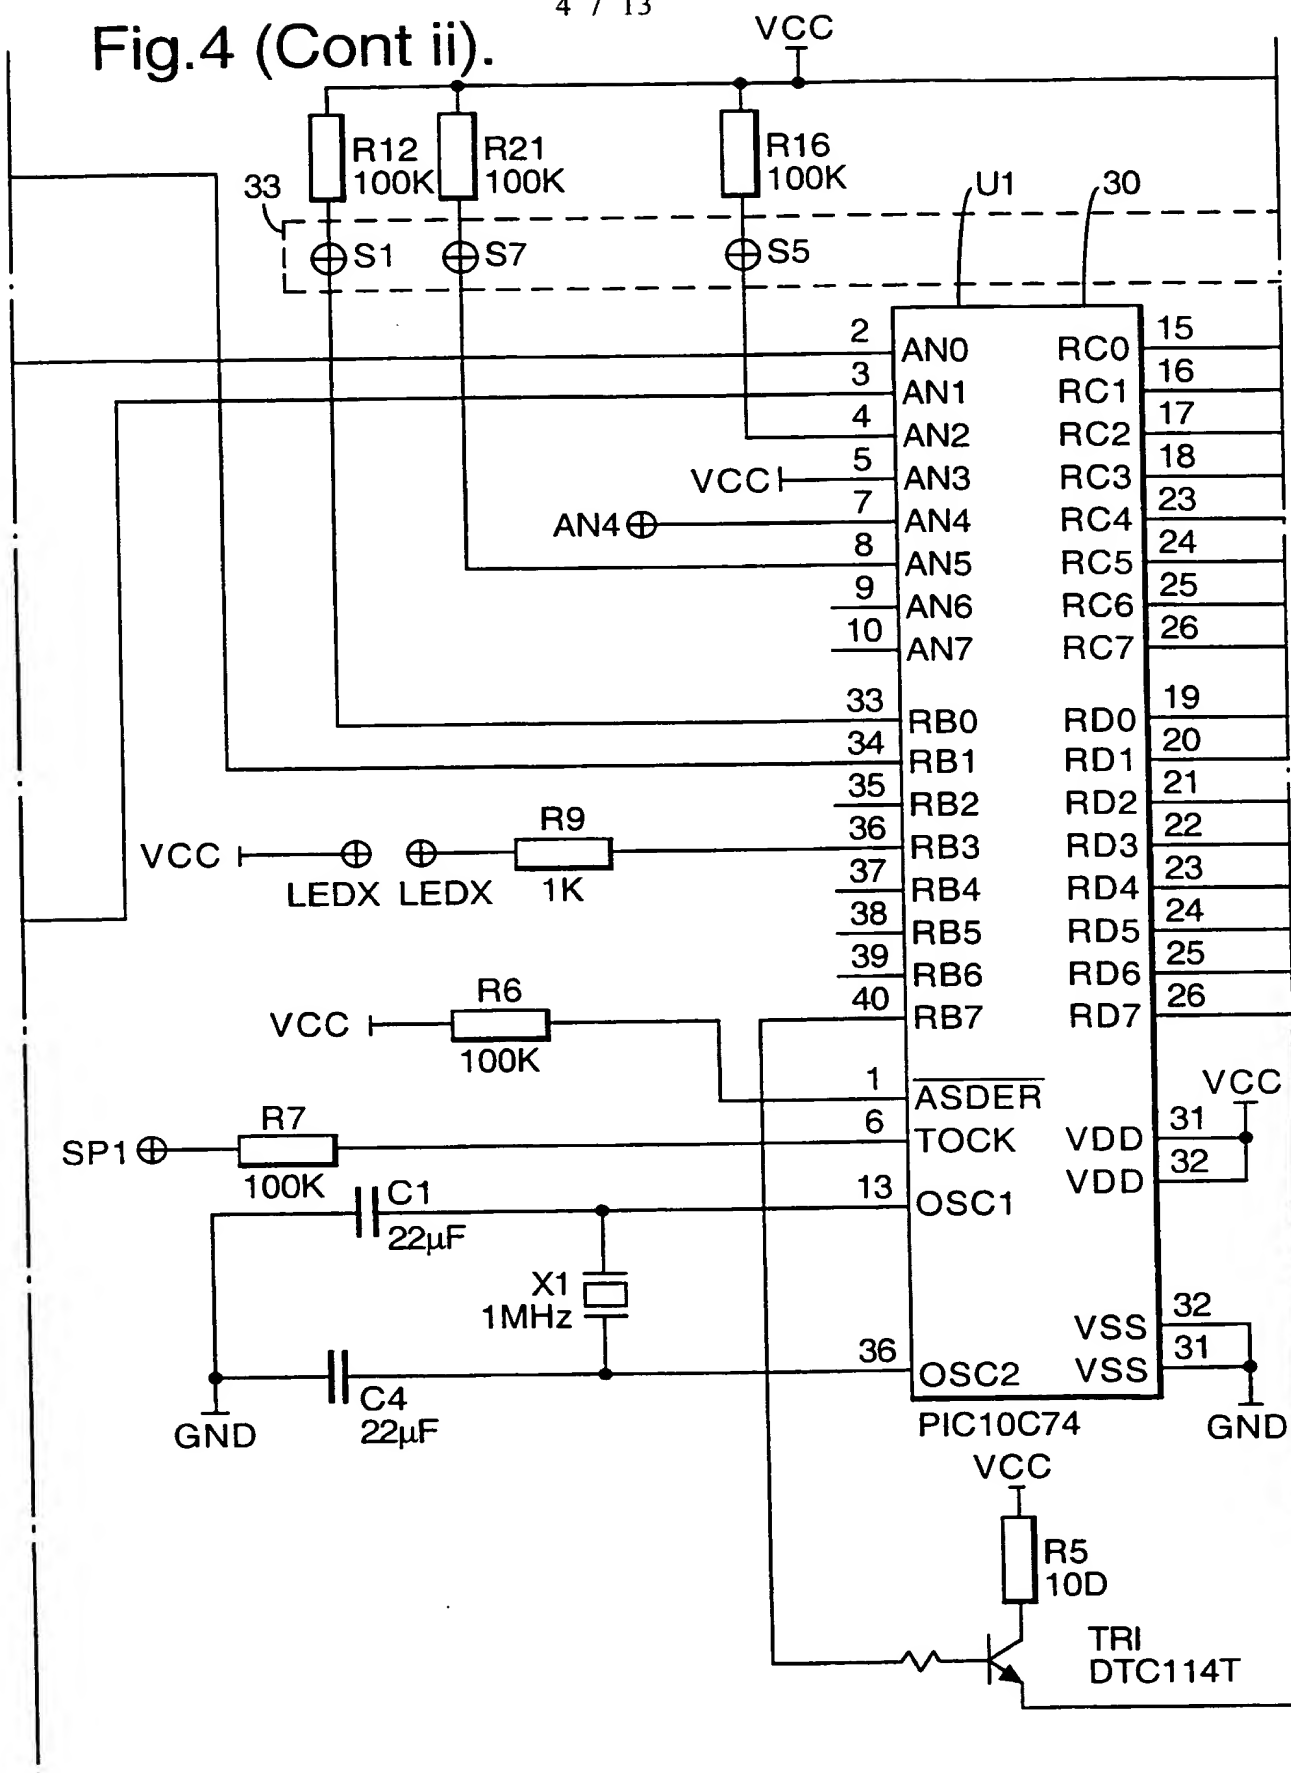 4 / 13
Fig.4 (Cont ii).
VCC
R12
100K
R21
100K
R16
100K
33
U1
30
S1
S7
S5
2
AN0
RC0
15
3
AN1
RC1
16
4
AN2
RC2
17
VCC
5
AN3
RC3
18
AN4
7
AN4
RC4
23
8
AN5
RC5
24
9
AN6
RC6
25
10
AN7
RC7
26
33
RB0
RD0
19
34
RB1
RD1
20
35
RB2
RD2
21
R9
36
RB3
RD3
22
VCC
LEDX
LEDX
1K
37
RB4
RD4
23
38
RB5
RD5
24
39
RB6
RD6
25
R6
40
RB7
RD7
26
VCC
100K
1
ASDER
VCC
R7
6
TOCK
VDD
31
SP1
100K
VDD
32
C1
22µF
13
OSC1
X1
1MHz
VSS
32
36
OSC2
VSS
31
C4
22µF
GND
GND
PIC10C74
VCC
R5
10D
TRI
DTC114T